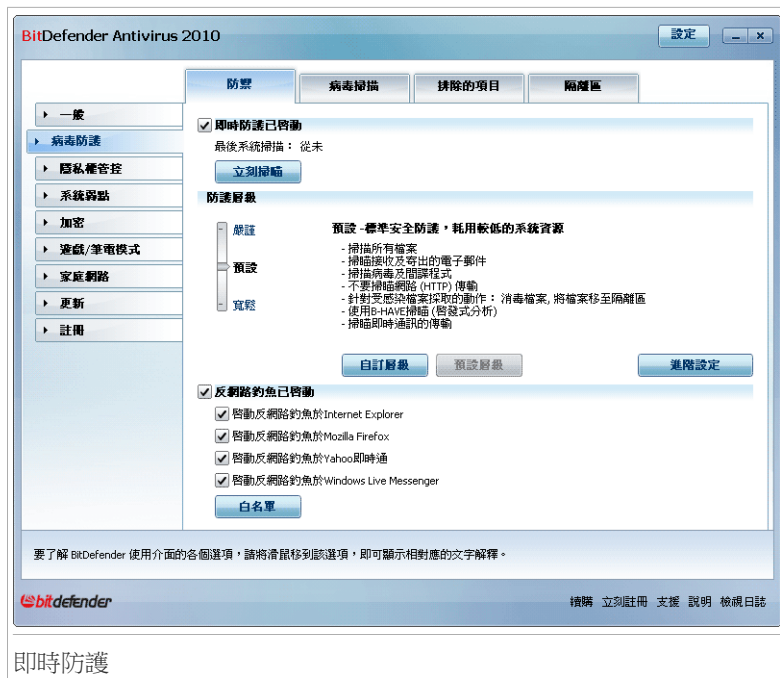 BitDefender Antivirus 2010
設定
防禦 病毒掃描 排除的項目 隔離區
一般
病毒防護
隱私權管控
系統弱點
加密
遊戲/筆電模式
家庭網路
更新
註冊
即時防護已啓動
最後系統掃描： 從未
立刻掃瞄
防護層級
嚴謹
預設
寬鬆
預設 -標準安全防護，耗用較低的系統資源
- 掃描所有檔案
- 掃瞄接收及寄出的電子郵件
- 掃描病毒及間諜程式
- 不要掃瞄網路 (HTTP) 傳輸
- 針對受感染檔案採取的動作： 消毒檔案, 將檔案移至隔離區
- 使用B-HAVE掃瞄 (啓發式分析)
- 掃瞄即時通訊的傳輸
自訂層級 預設層級 進階設定
反網路釣魚已啓動
啓動反網路釣魚於Internet Explorer
啓動反網路釣魚於Mozilla Firefox
啓動反網路釣魚於Yahoo即時通
啓動反網路釣魚於Windows Live Messenger
白名單
要了解 BitDefender 使用介面的各個選項，請將滑鼠移到該選項，即可顯示相對應的文字解釋。
bitdefender
續購 立刻註冊 支援 說明 檢視日誌
即時防護